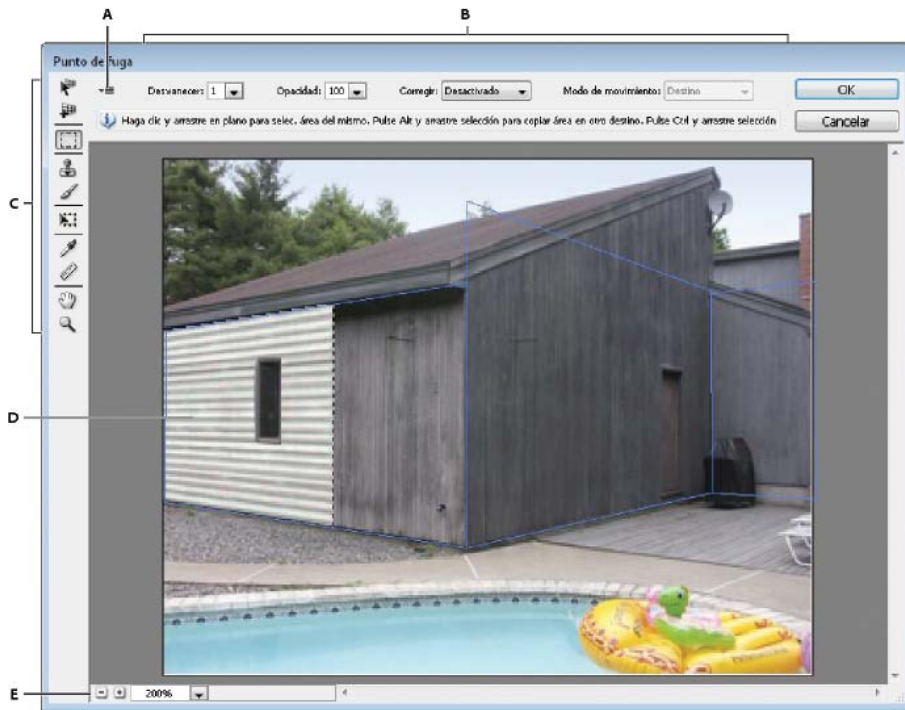 A
B
Punto de fuga
Desvanecer: 1 Opacidad: 100 Corregir: Desactivado Modo de movimiento: Destino OK
Haga clic y arrastre en plano para selec. área del mismo. Pulse Alt y arrastre selección para copiar área en otro destino. Pulse Ctrl y arrastre selección
Cancelar
C
D
E
200%